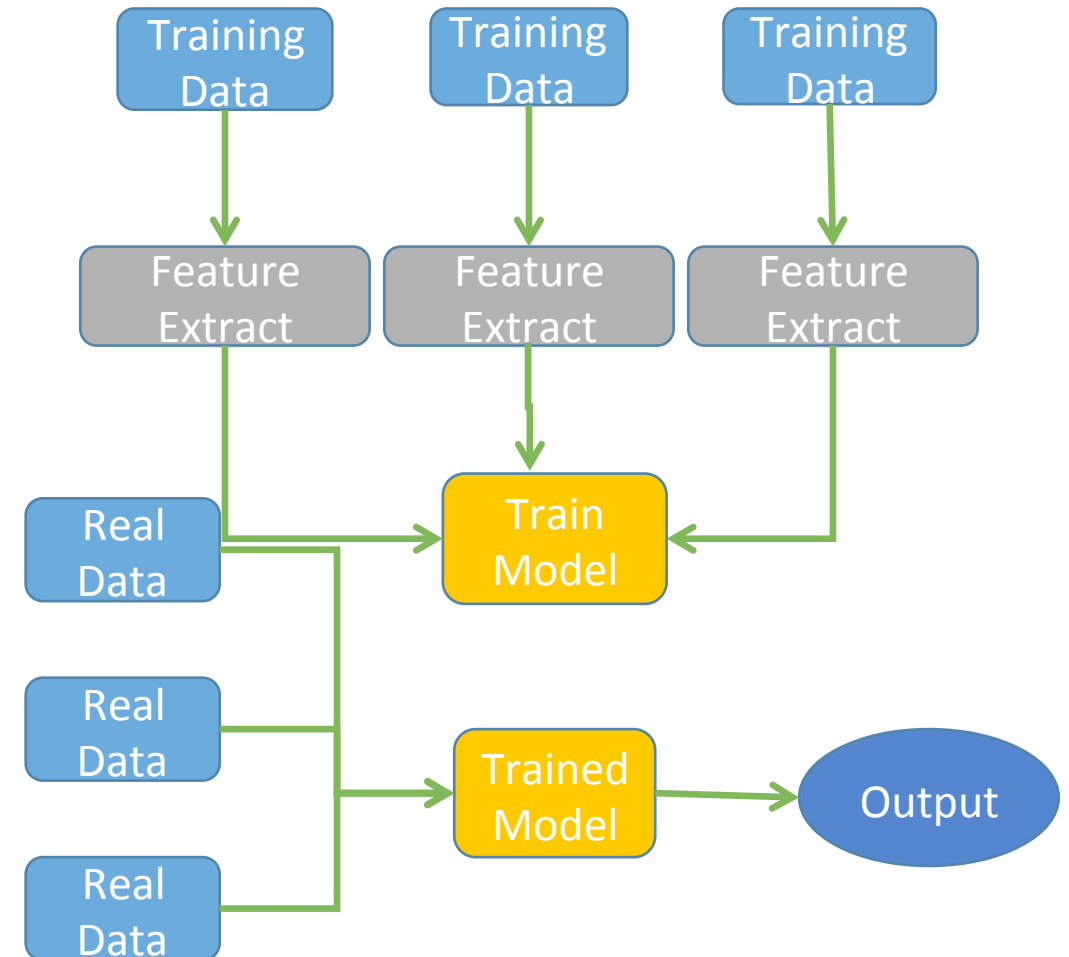 Training
Data
Training
Data
Training
Data
Feature
Extract
Feature
Extract
Feature
Extract
Train
Model
Real
Data
Real
Data
Real
Data
Trained
Model
Output